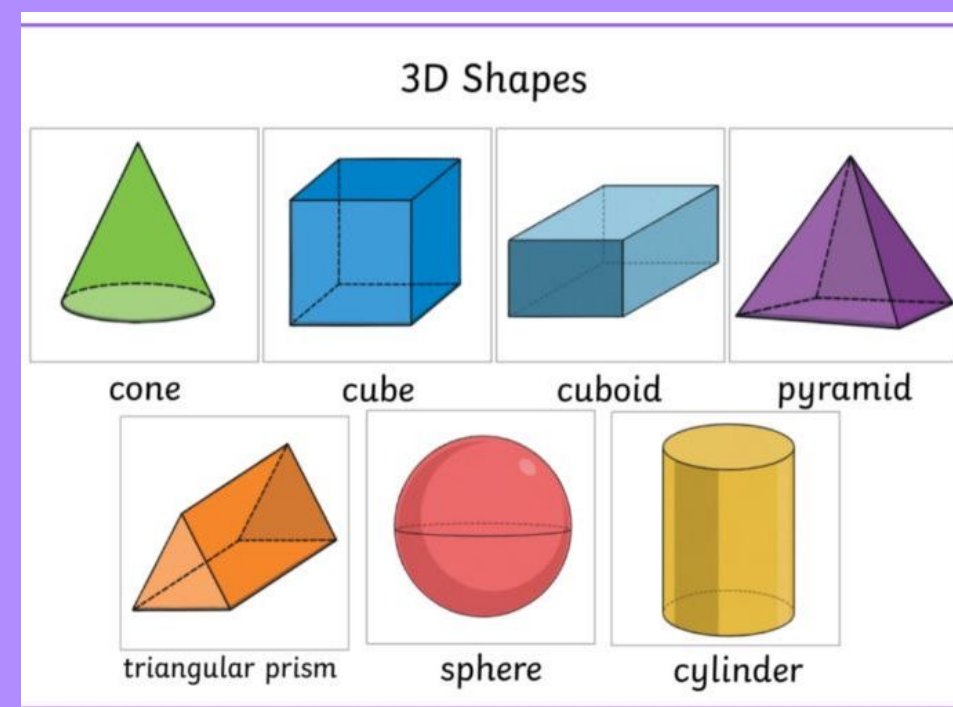 3D Shapes
cone
cube
cuboid
pyramid
triangular prism
sphere
cylinder